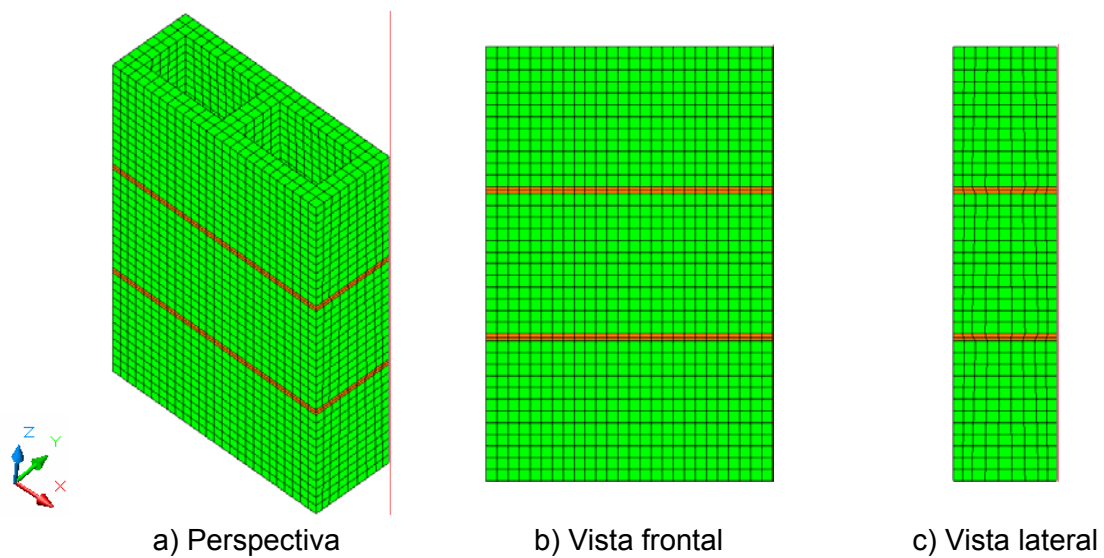 Z
Y
X
a) Perspectiva
b) Vista frontal
c) Vista lateral